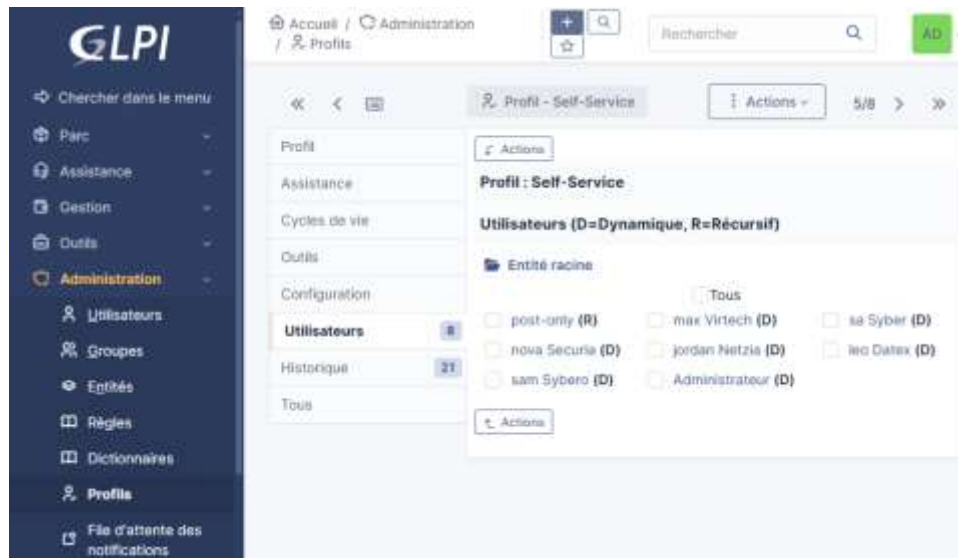 GLPI
Accueil / Administration
/ Profils
Rechercher
AD
Chercher dans le menu
Parc
Assistance
Gestion
Outils
Administration
Utilisateurs
Groupes
Entités
Règles
Dictionnaires
Profils
File d'attente des
notifications
Profil - Self-Service
Actions
5/8
Profil
Assistance
Cycles de vie
Outils
Configuration
Utilisateurs 8
Historique 21
Tous
Actions
Profil : Self-Service
Utilisateurs (D=Dynamique, R=Récursif)
Entité racine
Tous
post-only (R) max Virtech (D) sa Syber (D)
nova Securia (D) jordan Netzia (D) leo Datex (D)
sam Sybero (D) Administrateur (D)
Actions